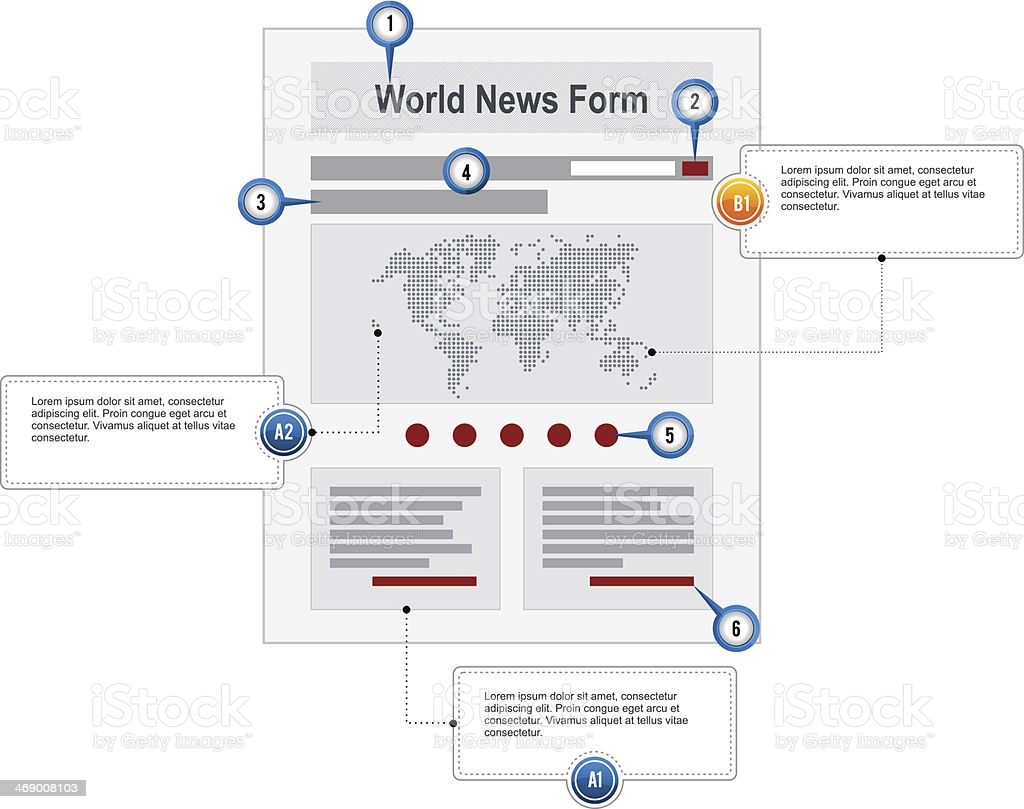 1
World News Form
2
4
3
B1
Lorem ipsum dolor sit amet, consectetur
adipiscing elit. Proin congue eget arcu et
consectetur. Vivamus aliquet at tellus vitae
consectetur.
Lorem ipsum dolor sit amet, consectetur
adipiscing elit. Proin congue eget arcu et
consectetur. Vivamus aliquet at tellus vitae
consectetur.
A2
5
6
Lorem ipsum dolor sit amet, consectetur
adipiscing elit. Proin congue eget arcu et
consectetur. Vivamus aliquet at tellus vitae
consectetur.
A1
iStock
by Getty Images™
469008103